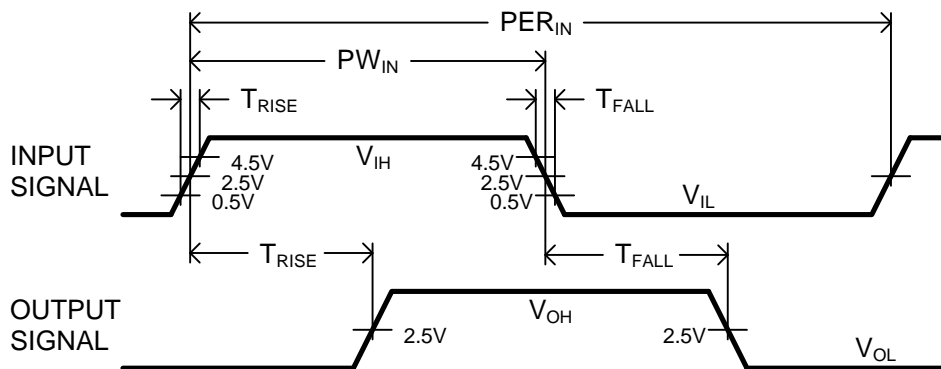 PER_IN
PW_IN
T_RISE
T_FALL
INPUT
SIGNAL
4.5V
2.5V
0.5V
V_IH
4.5V
2.5V
0.5V
V_IL
T_RISE
T_FALL
OUTPUT
SIGNAL
2.5V
V_OH
2.5V
V_OL